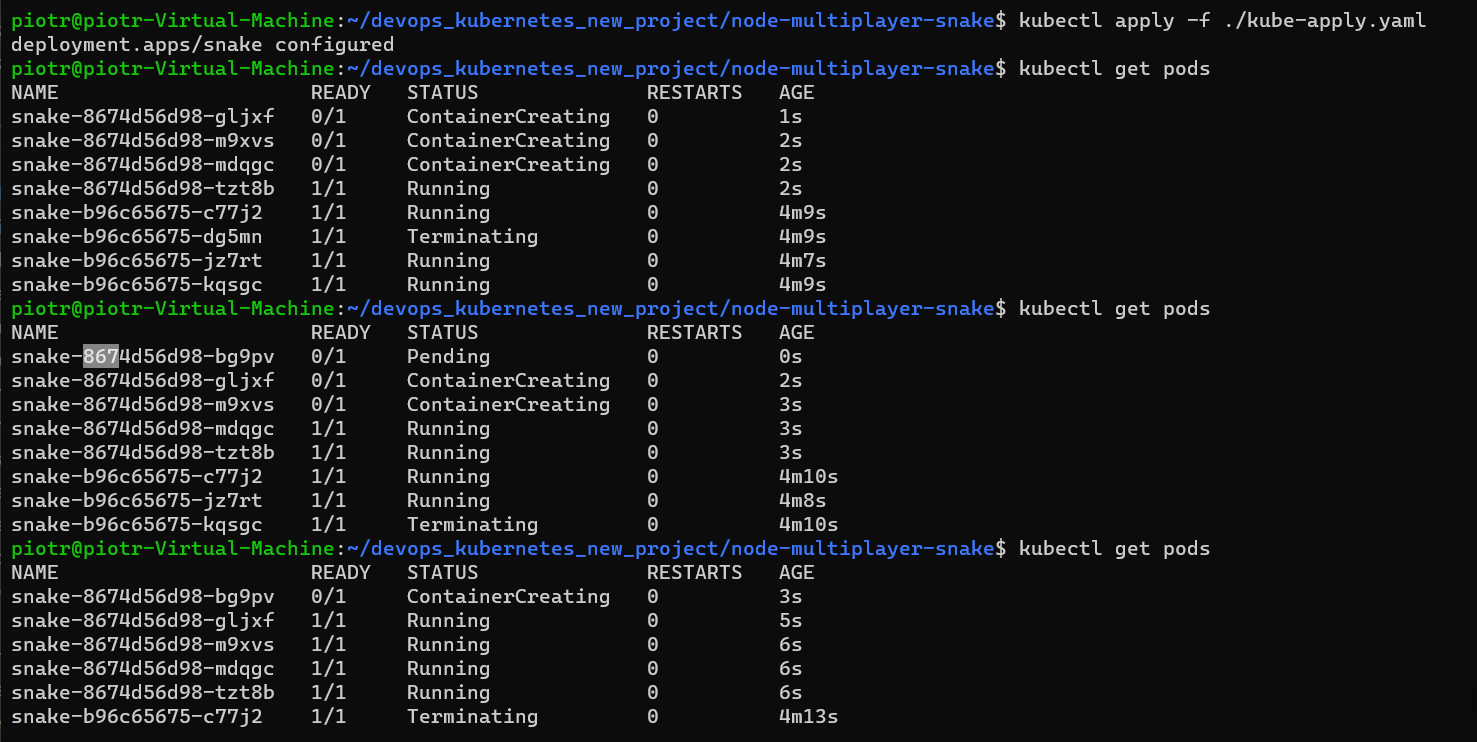 piotr@piotr-Virtual-Machine:~/devops_kubernetes_new_project/node-multiplayer-snake$ kubectl apply -f ./kube-apply.yaml
deployment.apps/snake configured
piotr@piotr-Virtual-Machine:~/devops_kubernetes_new_project/node-multiplayer-snake$ kubectl get pods
NAME                     READY   STATUS              RESTARTS   AGE
snake-8674d56d98-gljxf   0/1     ContainerCreating   0          1s
snake-8674d56d98-m9xvs   0/1     ContainerCreating   0          2s
snake-8674d56d98-mdqgc   0/1     ContainerCreating   0          2s
snake-8674d56d98-tzt8b   1/1     Running             0          2s
snake-b96c65675-c77j2    1/1     Running             0          4m9s
snake-b96c65675-dg5mn    1/1     Terminating         0          4m9s
snake-b96c65675-jz7rt    1/1     Running             0          4m7s
snake-b96c65675-kqsgc    1/1     Running             0          4m9s
piotr@piotr-Virtual-Machine:~/devops_kubernetes_new_project/node-multiplayer-snake$ kubectl get pods
NAME                     READY   STATUS              RESTARTS   AGE
snake-8674d56d98-bg9pv   0/1     Pending             0          0s
snake-8674d56d98-gljxf   0/1     ContainerCreating   0          2s
snake-8674d56d98-m9xvs   0/1     ContainerCreating   0          3s
snake-8674d56d98-mdqgc   1/1     Running             0          3s
snake-8674d56d98-tzt8b   1/1     Running             0          3s
snake-b96c65675-c77j2    1/1     Running             0          4m10s
snake-b96c65675-jz7rt    1/1     Running             0          4m8s
snake-b96c65675-kqsgc    1/1     Terminating         0          4m10s
piotr@piotr-Virtual-Machine:~/devops_kubernetes_new_project/node-multiplayer-snake$ kubectl get pods
NAME                     READY   STATUS              RESTARTS   AGE
snake-8674d56d98-bg9pv   0/1     ContainerCreating   0          3s
snake-8674d56d98-gljxf   1/1     Running             0          5s
snake-8674d56d98-m9xvs   1/1     Running             0          6s
snake-8674d56d98-mdqgc   1/1     Running             0          6s
snake-8674d56d98-tzt8b   1/1     Running             0          6s
snake-b96c65675-c77j2    1/1     Terminating         0          4m13s